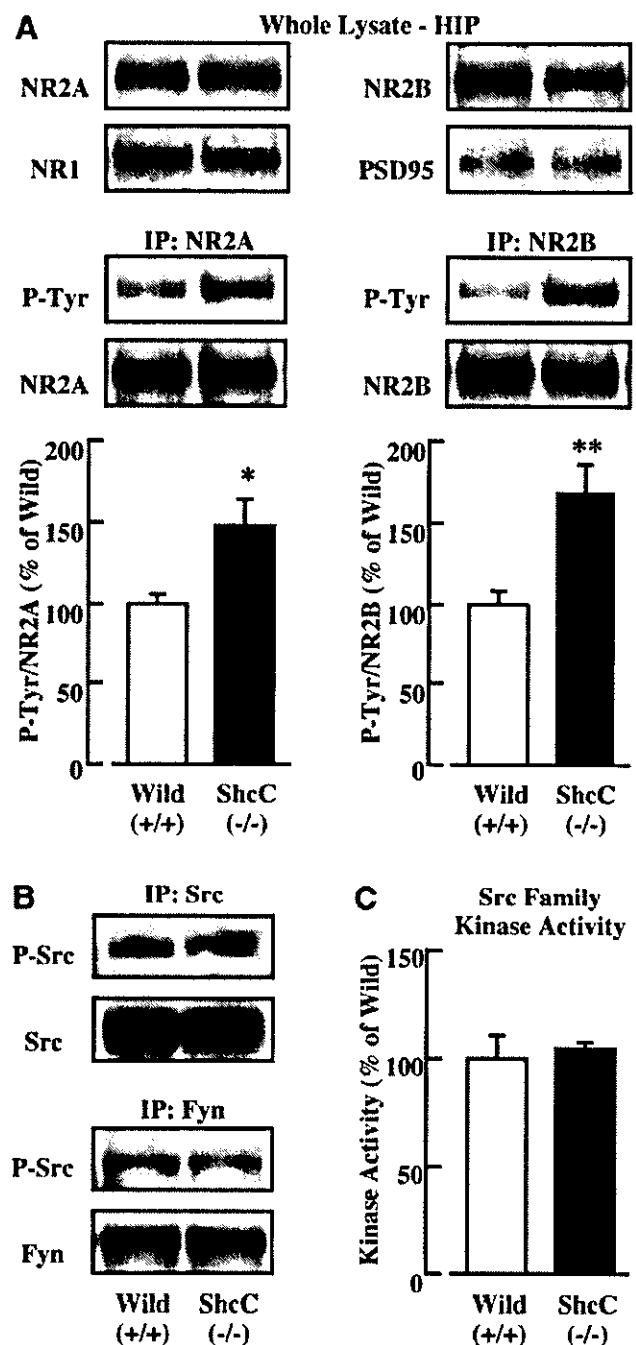 A
Whole Lysate - HIP
NR2A
NR2B
NR1
PSD95
IP: NR2A
IP: NR2B
P-Tyr
P-Tyr
NR2A
NR2B
P-Tyr/NR2A (% of Wild)
200
150
100
50
0
*
Wild
(+/+)
ShcC
(-/-)
P-Tyr/NR2B (% of Wild)
200
150
100
50
0
**
Wild
(+/+)
ShcC
(-/-)
B
IP: Src
P-Src
Src
IP: Fyn
P-Src
Fyn
Wild
(+/+)
ShcC
(-/-)
C
Src Family
Kinase Activity
Kinase Activity (% of Wild)
150
100
50
0
Wild
(+/+)
ShcC
(-/-)